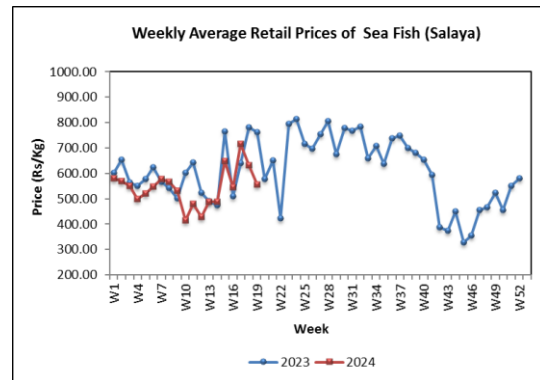 Weekly Average Retail Prices of Sea Fish (Salaya)
Price (Rs/Kg)
1000.00
900.00
800.00
700.00
600.00
500.00
400.00
300.00
200.00
W1 W4 W7 W10 W13 W16 W19 W22 W25 W28 W31 W34 W37 W40 W43 W46 W49 W52
Week
2023 2024